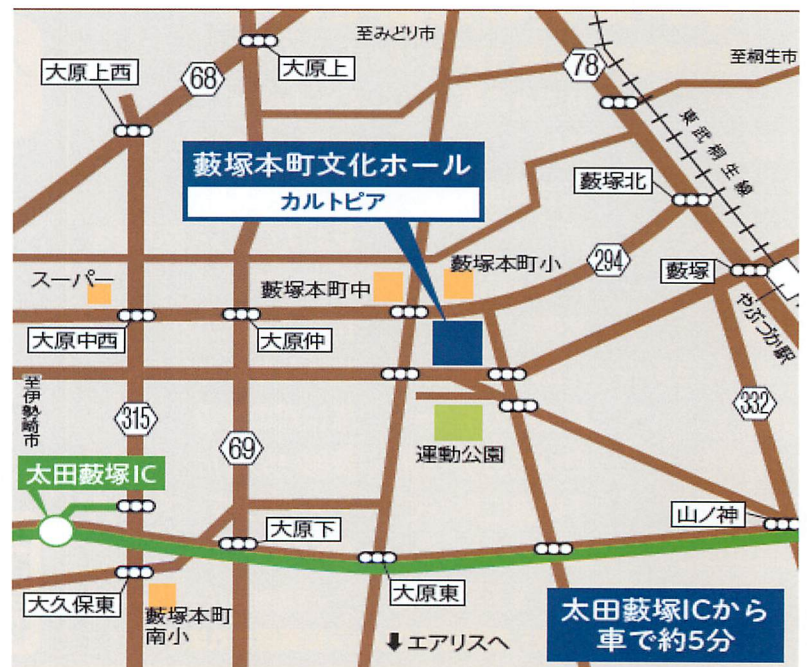 至みどり市
至桐生市
大原上西
68
大原上
78
東武桐生線
藪塚本町文化ホール
カルトピア
藪塚北
スーパー
藪塚本町中
藪塚本町小
294
藪塚
やぶづか駅
大原中西
大原仲
至伊勢崎市
315
69
332
運動公園
太田藪塚IC
山ノ神
大原下
大久保東
藪塚本町
南小
大原東
エアリスへ
太田藪塚ICから
車で約5分